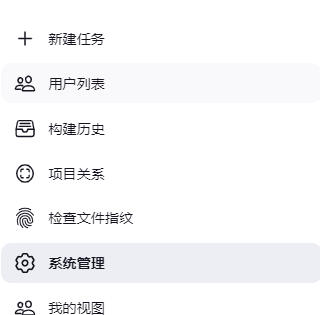 新建任务
用户列表
构建历史
项目关系
检查文件指纹
系统管理
我的视图